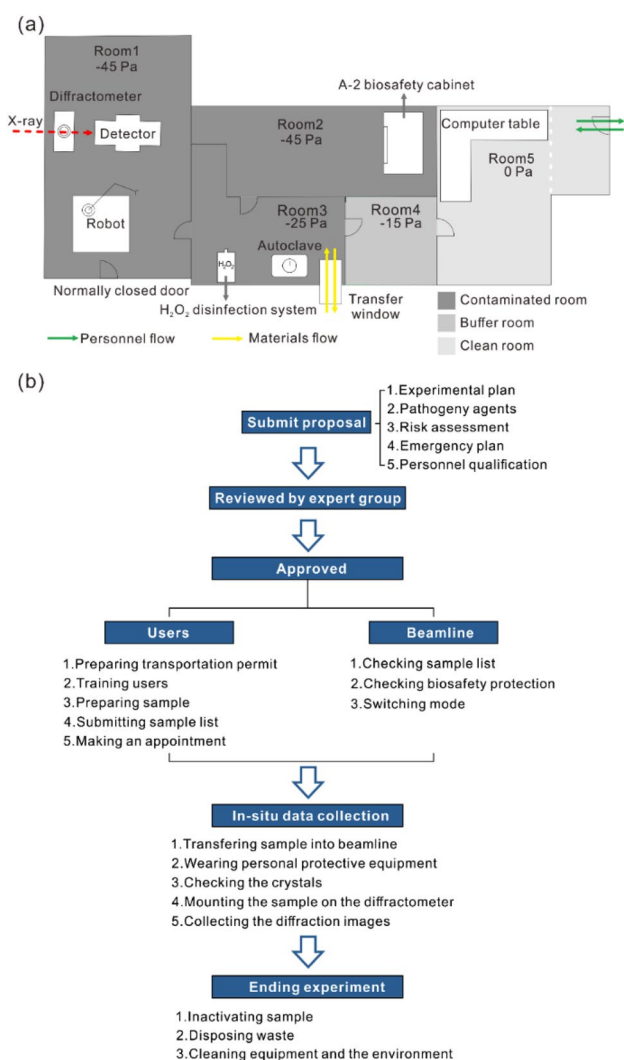 (a)
Room1
-45 Pa
Diffractometer
X-ray
Detector
Robot
Normally closed door
A-2 biosafety cabinet
Room2
-45 Pa
Computer table
Room5
0 Pa
Room3
-25 Pa
Room4
-15 Pa
Autoclave
H₂O₂
H₂O₂ disinfection system
Transfer
window
Contaminated room
Buffer room
Clean room
Personnel flow
Materials flow
(b)
Submit proposal
1.Experimental plan
2.Pathogeny agents
3.Risk assessment
4.Emergency plan
5.Personnel qualification
Reviewed by expert group
Approved
Users
1.Preparing transportation permit
2.Training users
3.Preparing sample
4.Submitting sample list
5.Making an appointment
Beamline
1.Checking sample list
2.Checking biosafety protection
3.Switching mode
In-situ data collection
1.Transfering sample into beamline
2.Wearing personal protective equipment
3.Checking the crystals
4.Mounting the sample on the diffractometer
5.Collecting the diffraction images
Ending experiment
1.Inactivating sample
2.Disposing waste
3.Cleaning equipment and the environment